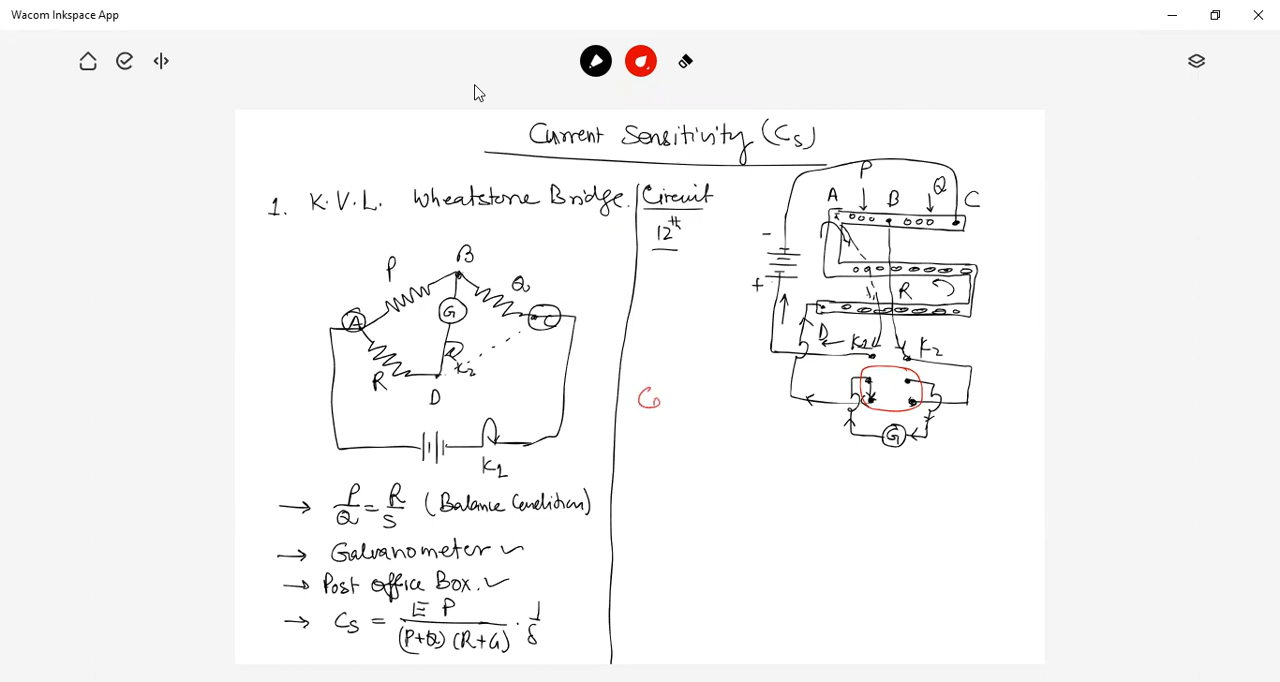 Wacom Inkspace App
Current Sensitivity (Cs)
1. K.V.L. Wheatstone Bridge.
Circuit
12th
B
P
Q
A
G
C
R
K2
D
K1
→ P/Q = R/S (Balance Condition)
→ Galvanometer ✓
→ Post office Box. ✓
→ Cs = E P / (P+Q) (R+G) . 1/δ
P
Q
A B C
-
+
R
D
K1 K2
G